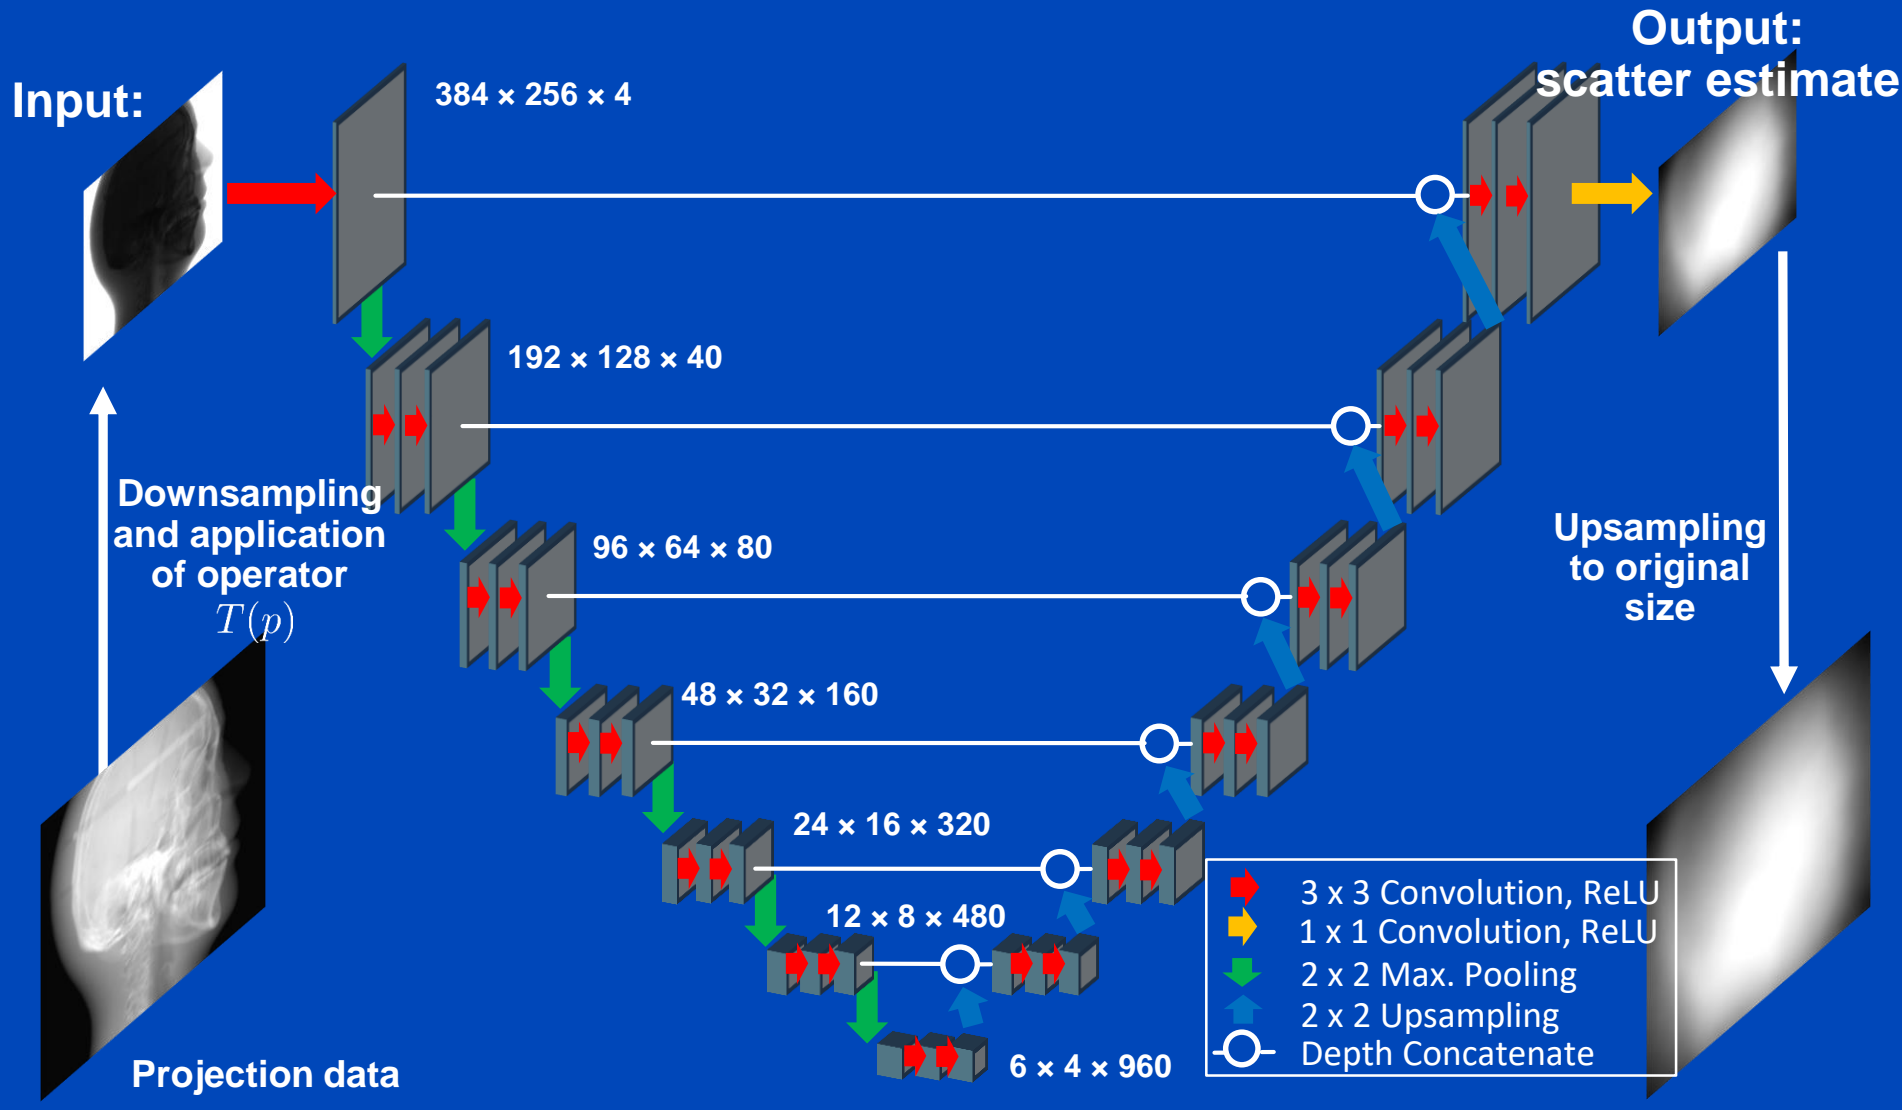 Output:
scatter estimate
Input:
384 × 256 × 4
192 × 128 × 40
Downsampling
and application
of operator
T(p)
96 × 64 × 80
Upsampling
to original
size
48 × 32 × 160
24 × 16 × 320
12 × 8 × 480
6 × 4 × 960
Projection data
3 x 3 Convolution, ReLU
1 x 1 Convolution, ReLU
2 x 2 Max. Pooling
2 x 2 Upsampling
Depth Concatenate